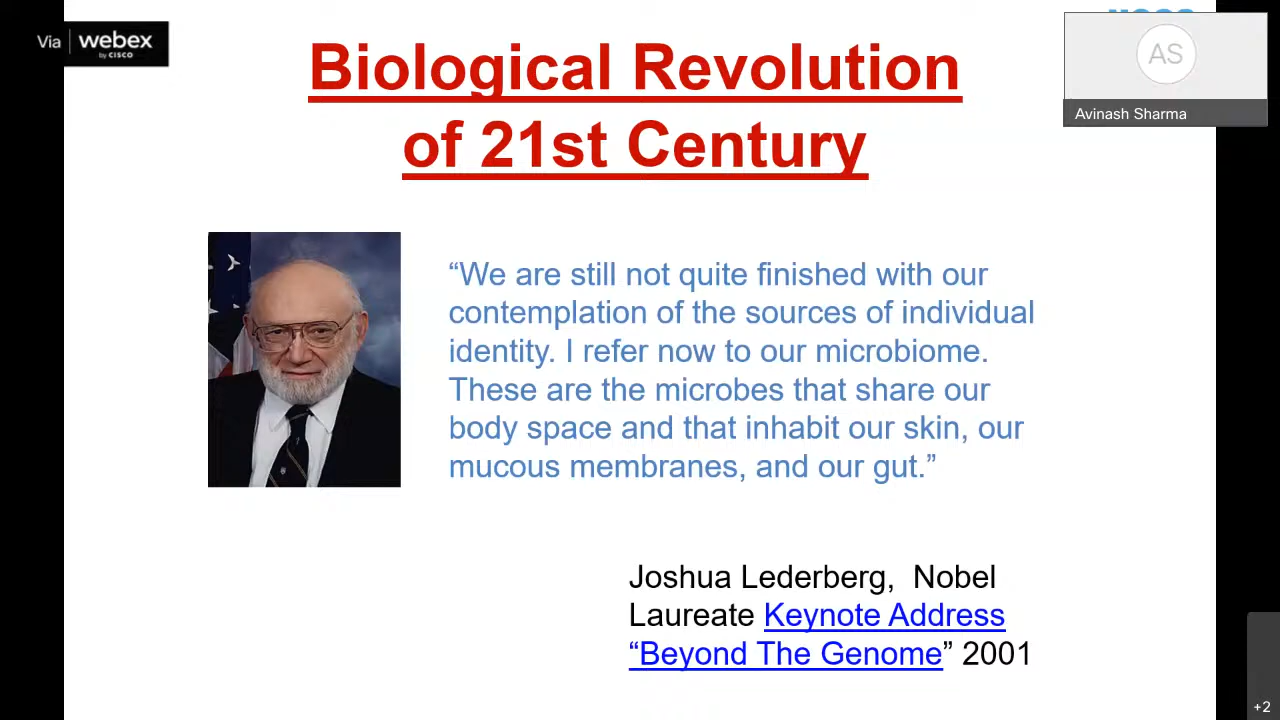 Via webex
by CISCO
Biological Revolution
of 21st Century
AS
Avinash Sharma
“We are still not quite finished with our
contemplation of the sources of individual
identity. I refer now to our microbiome.
These are the microbes that share our
body space and that inhabit our skin, our
mucous membranes, and our gut.”
Joshua Lederberg,  Nobel
Laureate Keynote Address
“Beyond The Genome” 2001
+2